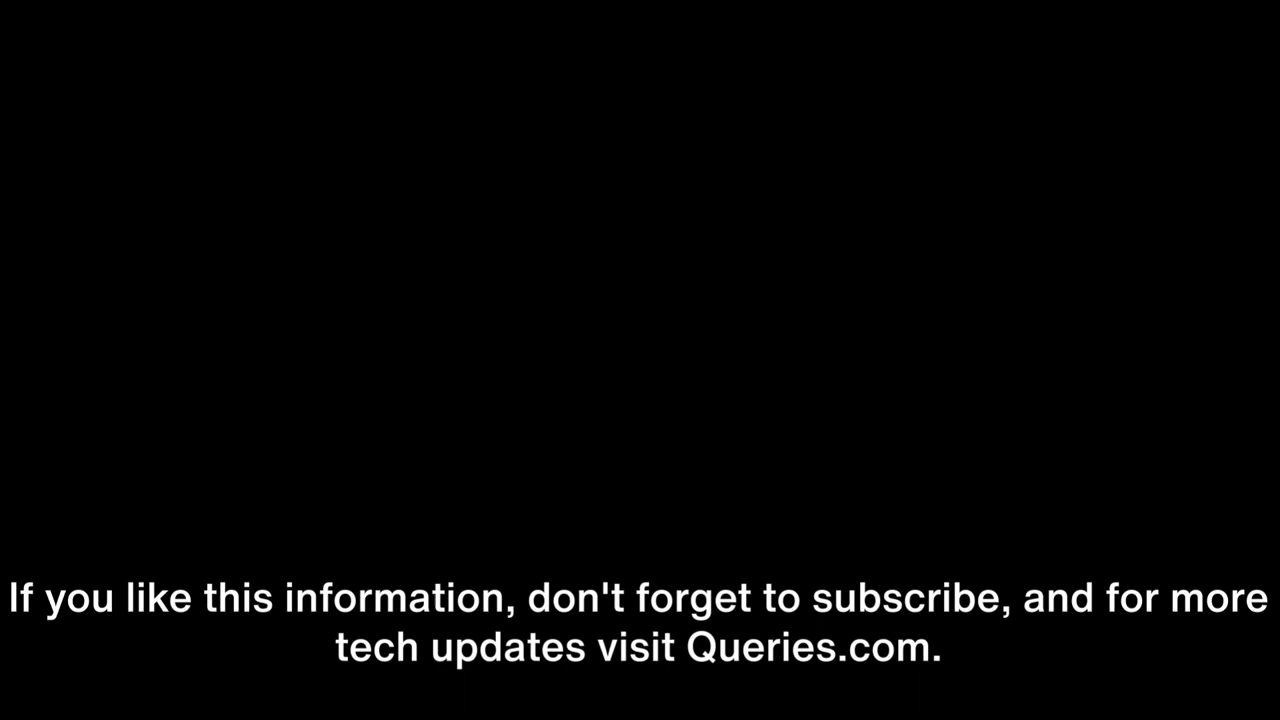 If you like this information, don't forget to subscribe, and for more
tech updates visit Queries.com.